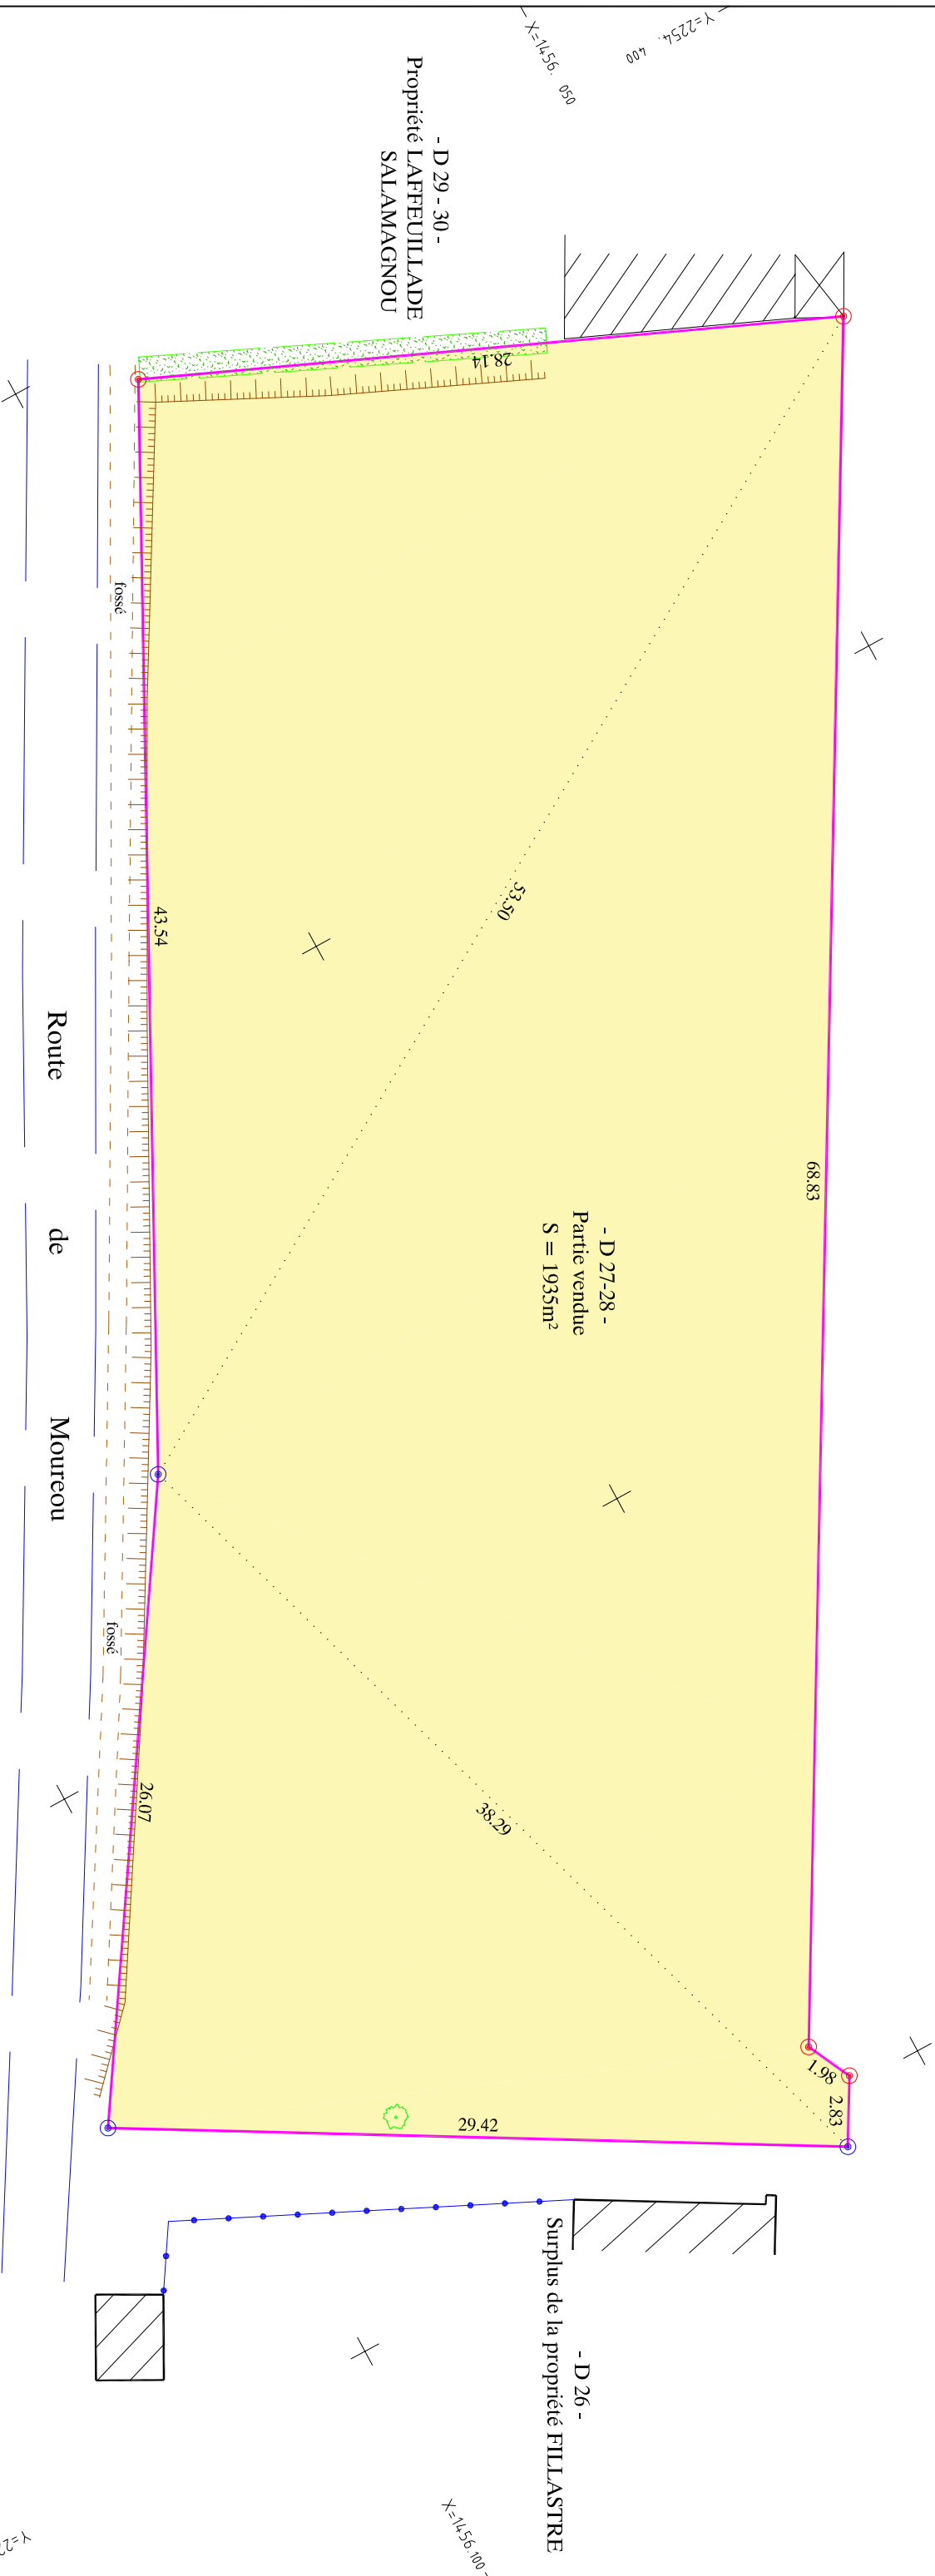 Y=2254. 400
X=1456. 050
- D 29 - 30 -
Propriété LAFFEUILLADE
SALAMAGNOU
28.14
fossé
43.54
53.50
68.83
- D 27-28 -
Partie vendue
S = 1935m²
Route de Moureou
fossé
26.07
38.29
1.98
2.83
29.42
- D 26 -
Surplus de la propriété FILLASTRE
X=1456.100
Y=22